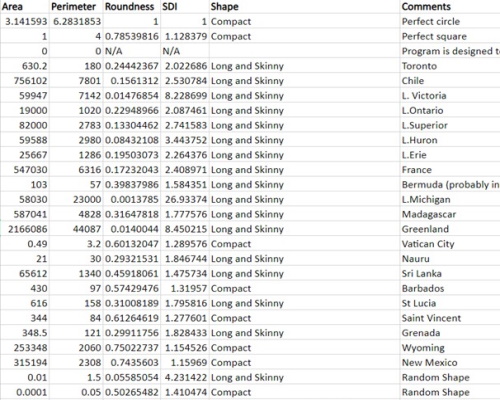 Area Perimeter Roundness SDI Shape Comments
3.141593 6.2831853 1 1 Compact Perfect circle
1 4 0.78539816 1.128379 Compact Perfect square
0 0 N/A N/A Program is designed t
630.2 180 0.24442367 2.022686 Long and Skinny Toronto
756102 7801 0.1561312 2.530784 Long and Skinny Chile
59947 7142 0.01476854 8.228699 Long and Skinny L. Victoria
19000 1020 0.22948966 2.087461 Long and Skinny L.Ontario
82000 2783 0.13304462 2.741583 Long and Skinny L.Superior
59588 2980 0.08432108 3.443752 Long and Skinny L.Huron
25667 1286 0.19503073 2.264376 Long and Skinny L.Erie
547030 6316 0.17232043 2.408971 Long and Skinny France
103 57 0.39837986 1.584351 Long and Skinny Bermuda (probably in
58030 23000 0.0013785 26.93374 Long and Skinny L.Michigan
587041 4828 0.31647818 1.777576 Long and Skinny Madagascar
2166086 44087 0.0140044 8.450215 Long and Skinny Greenland
0.49 3.2 0.60132047 1.289576 Compact Vatican City
21 30 0.29321531 1.846744 Long and Skinny Nauru
65612 1340 0.45918061 1.475734 Long and Skinny Sri Lanka
430 97 0.57429476 1.31957 Compact Barbados
616 158 0.31008189 1.795816 Long and Skinny St Lucia
344 84 0.61264619 1.277601 Compact Saint Vincent
348.5 121 0.29911756 1.828433 Long and Skinny Grenada
253348 2060 0.75022737 1.154526 Compact Wyoming
315194 2308 0.7435603 1.15969 Compact New Mexico
0.01 1.5 0.05585054 4.231422 Long and Skinny Random Shape
0.0001 0.05 0.50265482 1.410474 Compact Random Shape